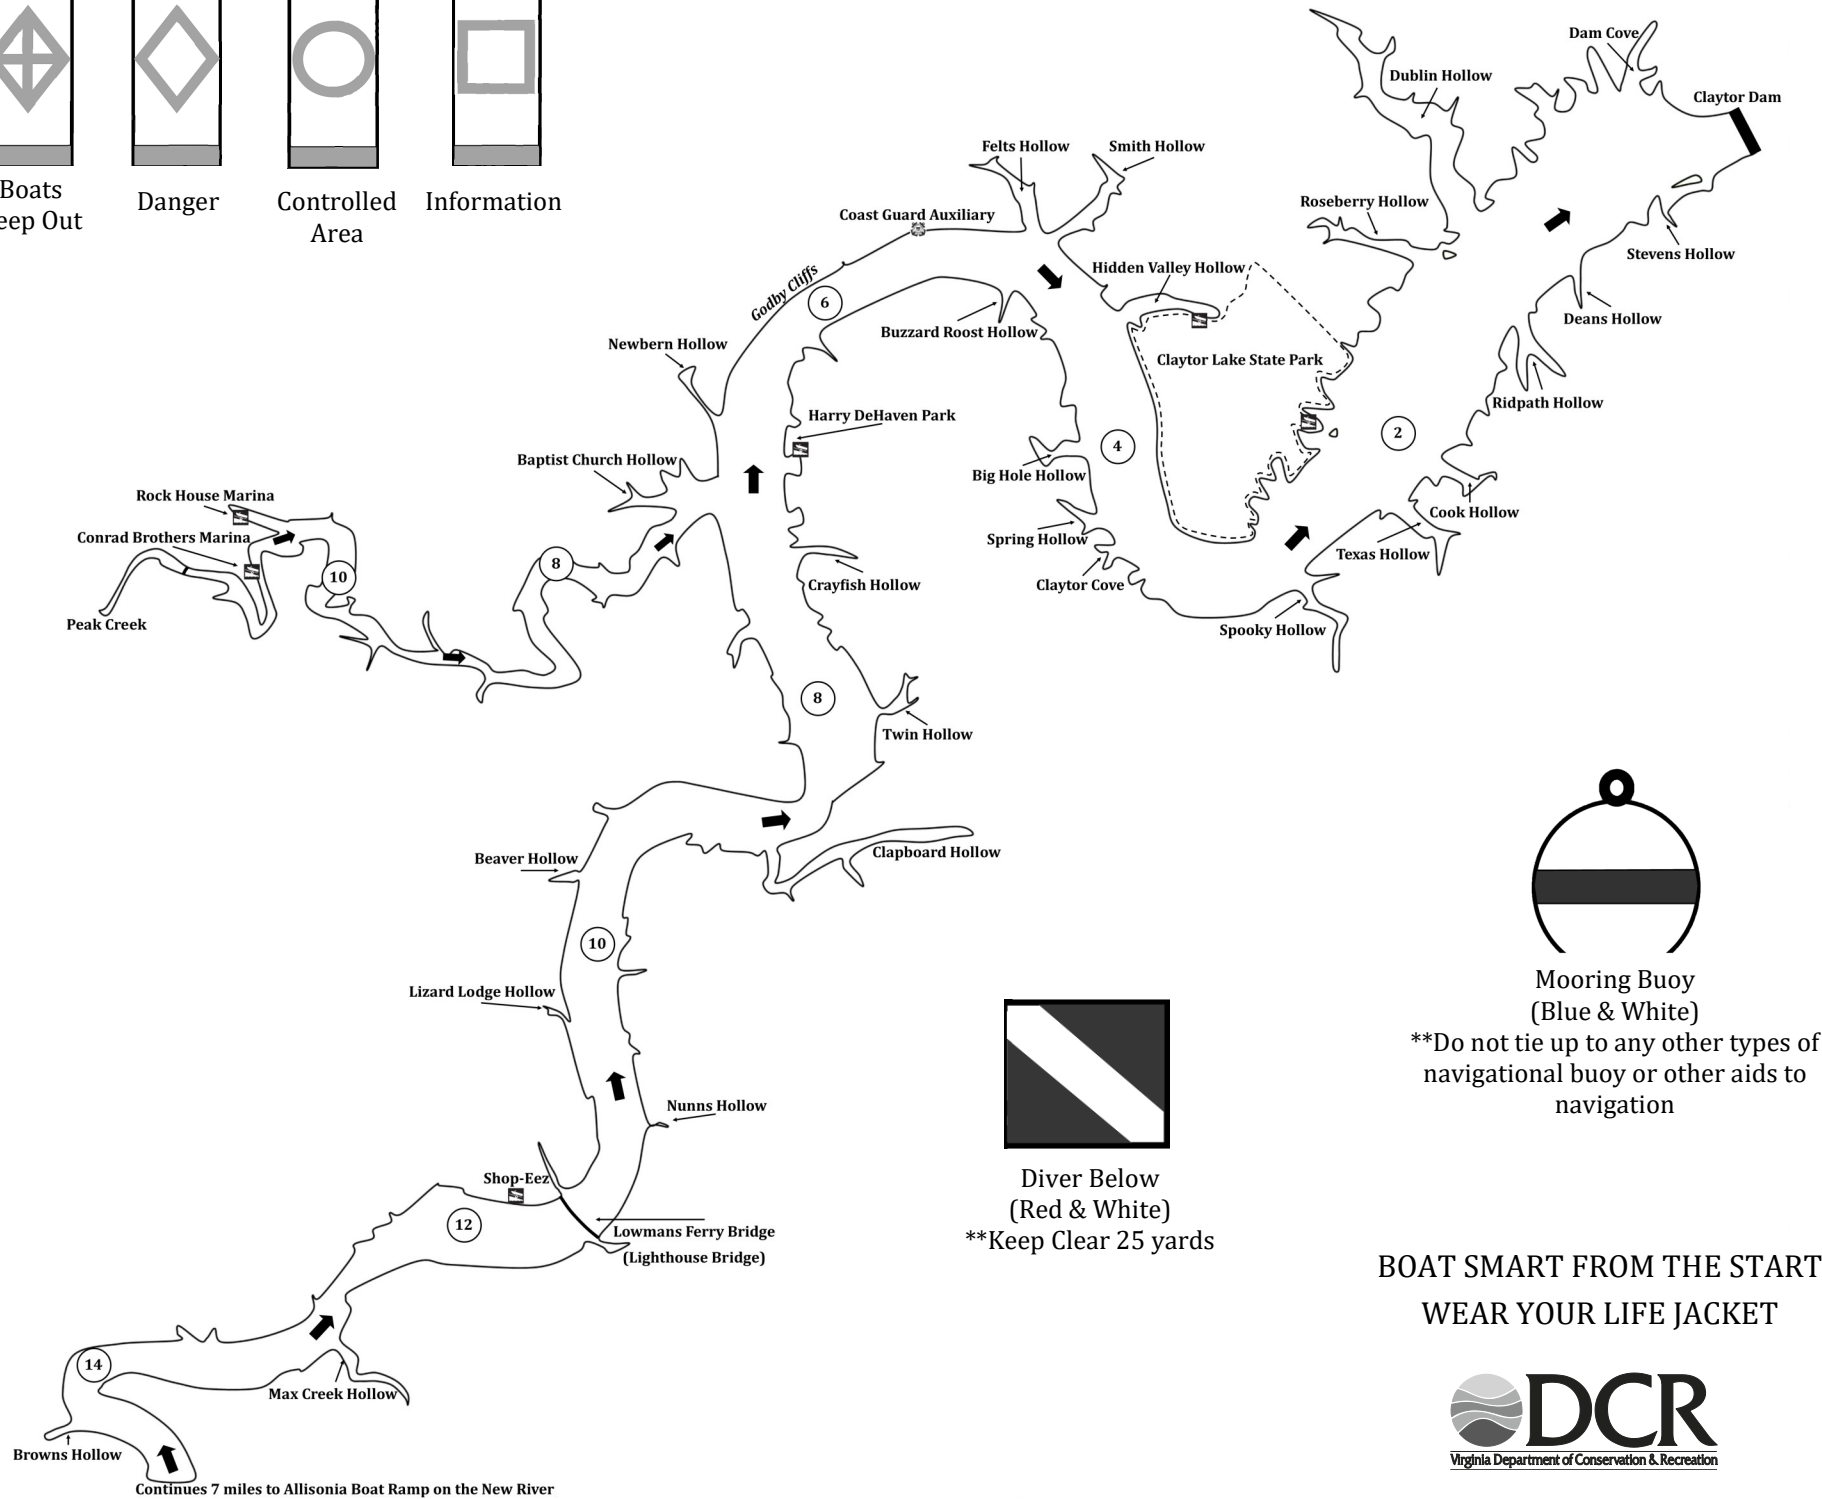 Boats
Keep Out
Danger
Controlled
Area
Information
Dam Cove
Dublin Hollow
Claytor Dam
Felts Hollow
Smith Hollow
Roseberry Hollow
Coast Guard Auxiliary
Stevens Hollow
Hidden Valley Hollow
Godby Cliffs
6
Deans Hollow
Buzzard Roost Hollow
Newbern Hollow
Claytor Lake State Park
Ridpath Hollow
Harry DeHaven Park
2
4
Baptist Church Hollow
Big Hole Hollow
Rock House Marina
Cook Hollow
Conrad Brothers Marina
Spring Hollow
Texas Hollow
8
10
Crayfish Hollow
Claytor Cove
Peak Creek
Spooky Hollow
8
Twin Hollow
Clapboard Hollow
Beaver Hollow
10
Lizard Lodge Hollow
Nunns Hollow
Shop-Eez
12
Lowmans Ferry Bridge
(Lighthouse Bridge)
14
Max Creek Hollow
Browns Hollow
Continues 7 miles to Allisonia Boat Ramp on the New River
Mooring Buoy
(Blue & White)
**Do not tie up to any other types of
navigational buoy or other aids to
navigation
Diver Below
(Red & White)
**Keep Clear 25 yards
BOAT SMART FROM THE START
WEAR YOUR LIFE JACKET
DCR
Virginia Department of Conservation & Recreation